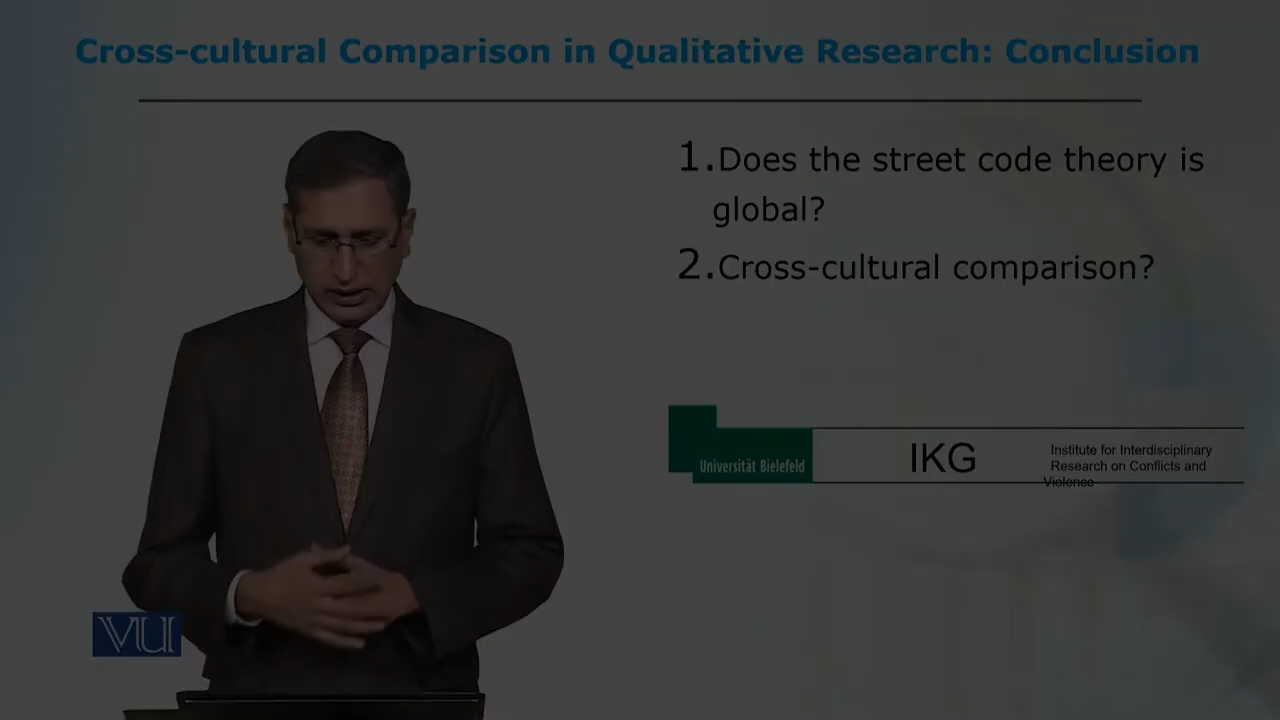 Cross-cultural Comparison in Qualitative Research: Conclusion
1.Does the street code theory is
global?
2.Cross-cultural comparison?
Universität Bielefeld
IKG
Institute for Interdisciplinary
Research on Conflicts and
Violence
VU